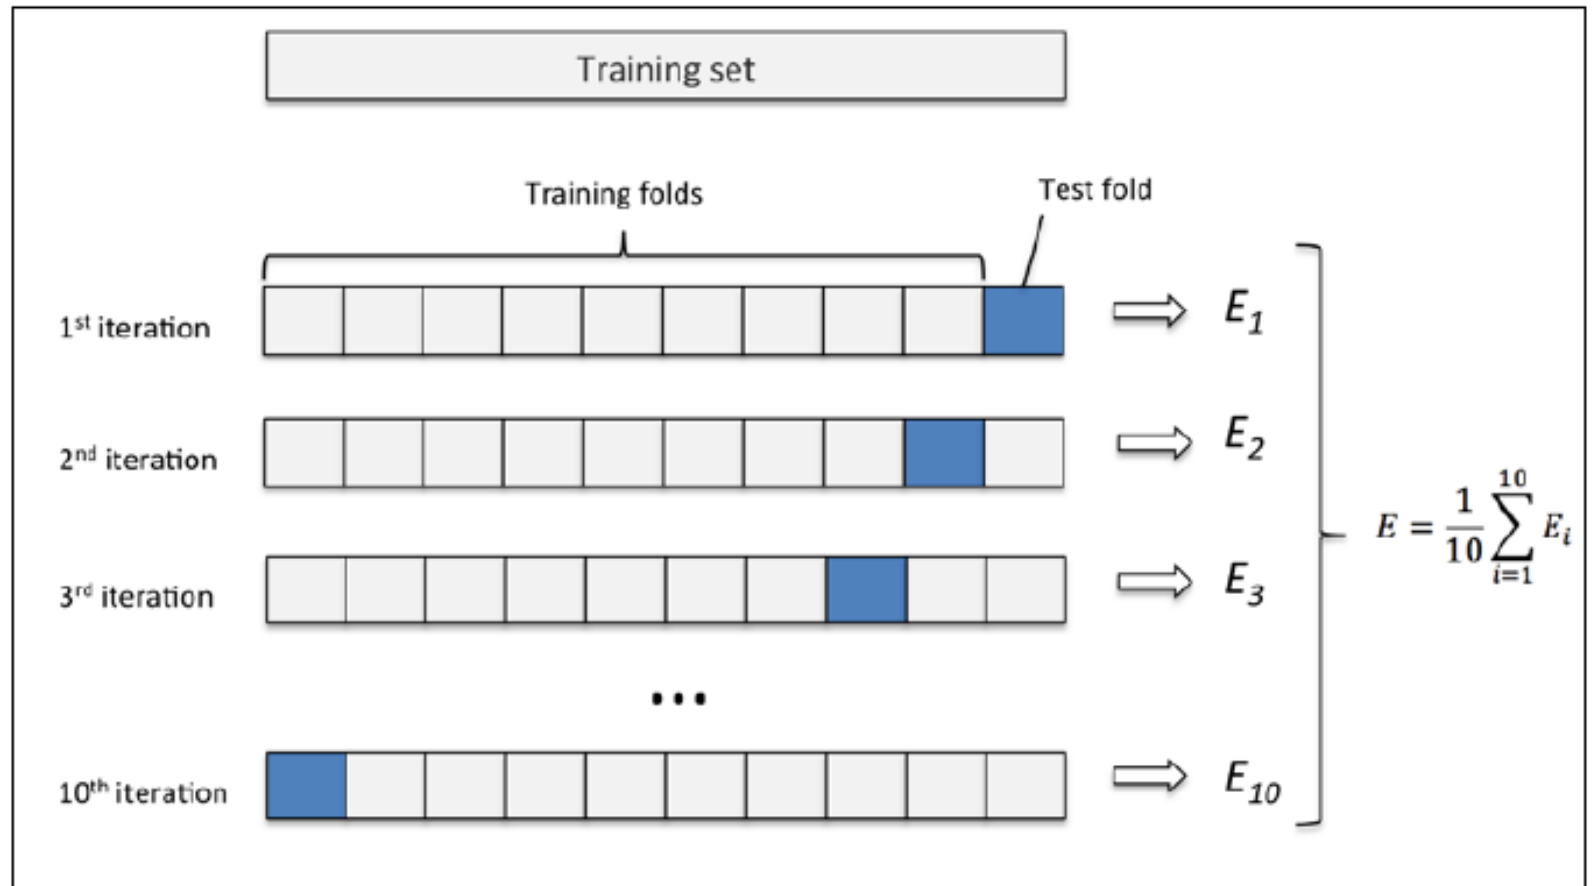 Training set
Training folds
Test fold
1st iteration
E1
2nd iteration
E2
E = 1/10 ∑ i=1 10 Ei
3rd iteration
E3
...
10th iteration
E10